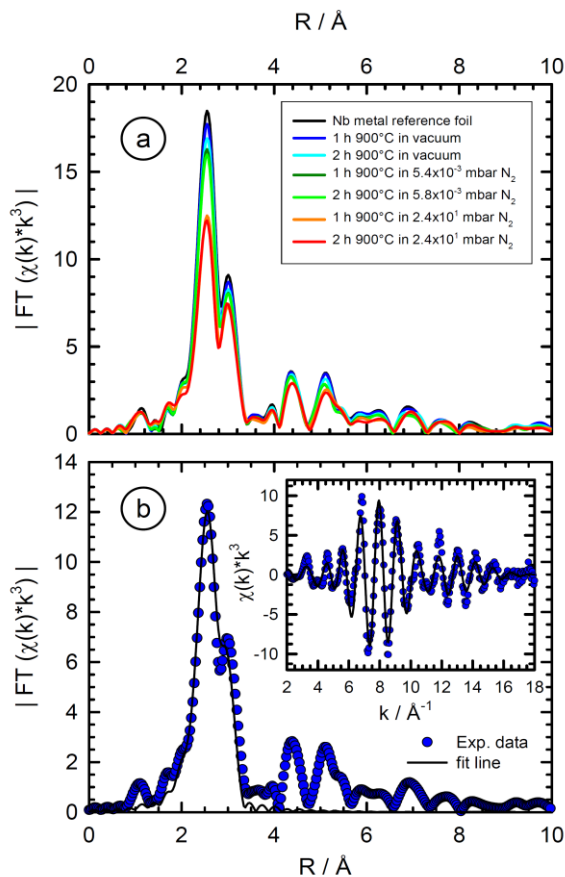 R / Å
0 2 4 6 8 10
20
15
10
5
0
| FT (χ(k)*k³) |
a
Nb metal reference foil
1 h 900°C in vacuum
2 h 900°C in vacuum
1 h 900°C in 5.4x10⁻³ mbar N₂
2 h 900°C in 5.8x10⁻³ mbar N₂
1 h 900°C in 2.4x10¹ mbar N₂
2 h 900°C in 2.4x10¹ mbar N₂
14
12
10
8
6
4
2
0
| FT (χ(k)*k³) |
b
10
5
0
-5
-10
χ(k)*k³
2 4 6 8 10 12 14 16 18
k / Å⁻¹
Exp. data
fit line
0 2 4 6 8 10
R / Å